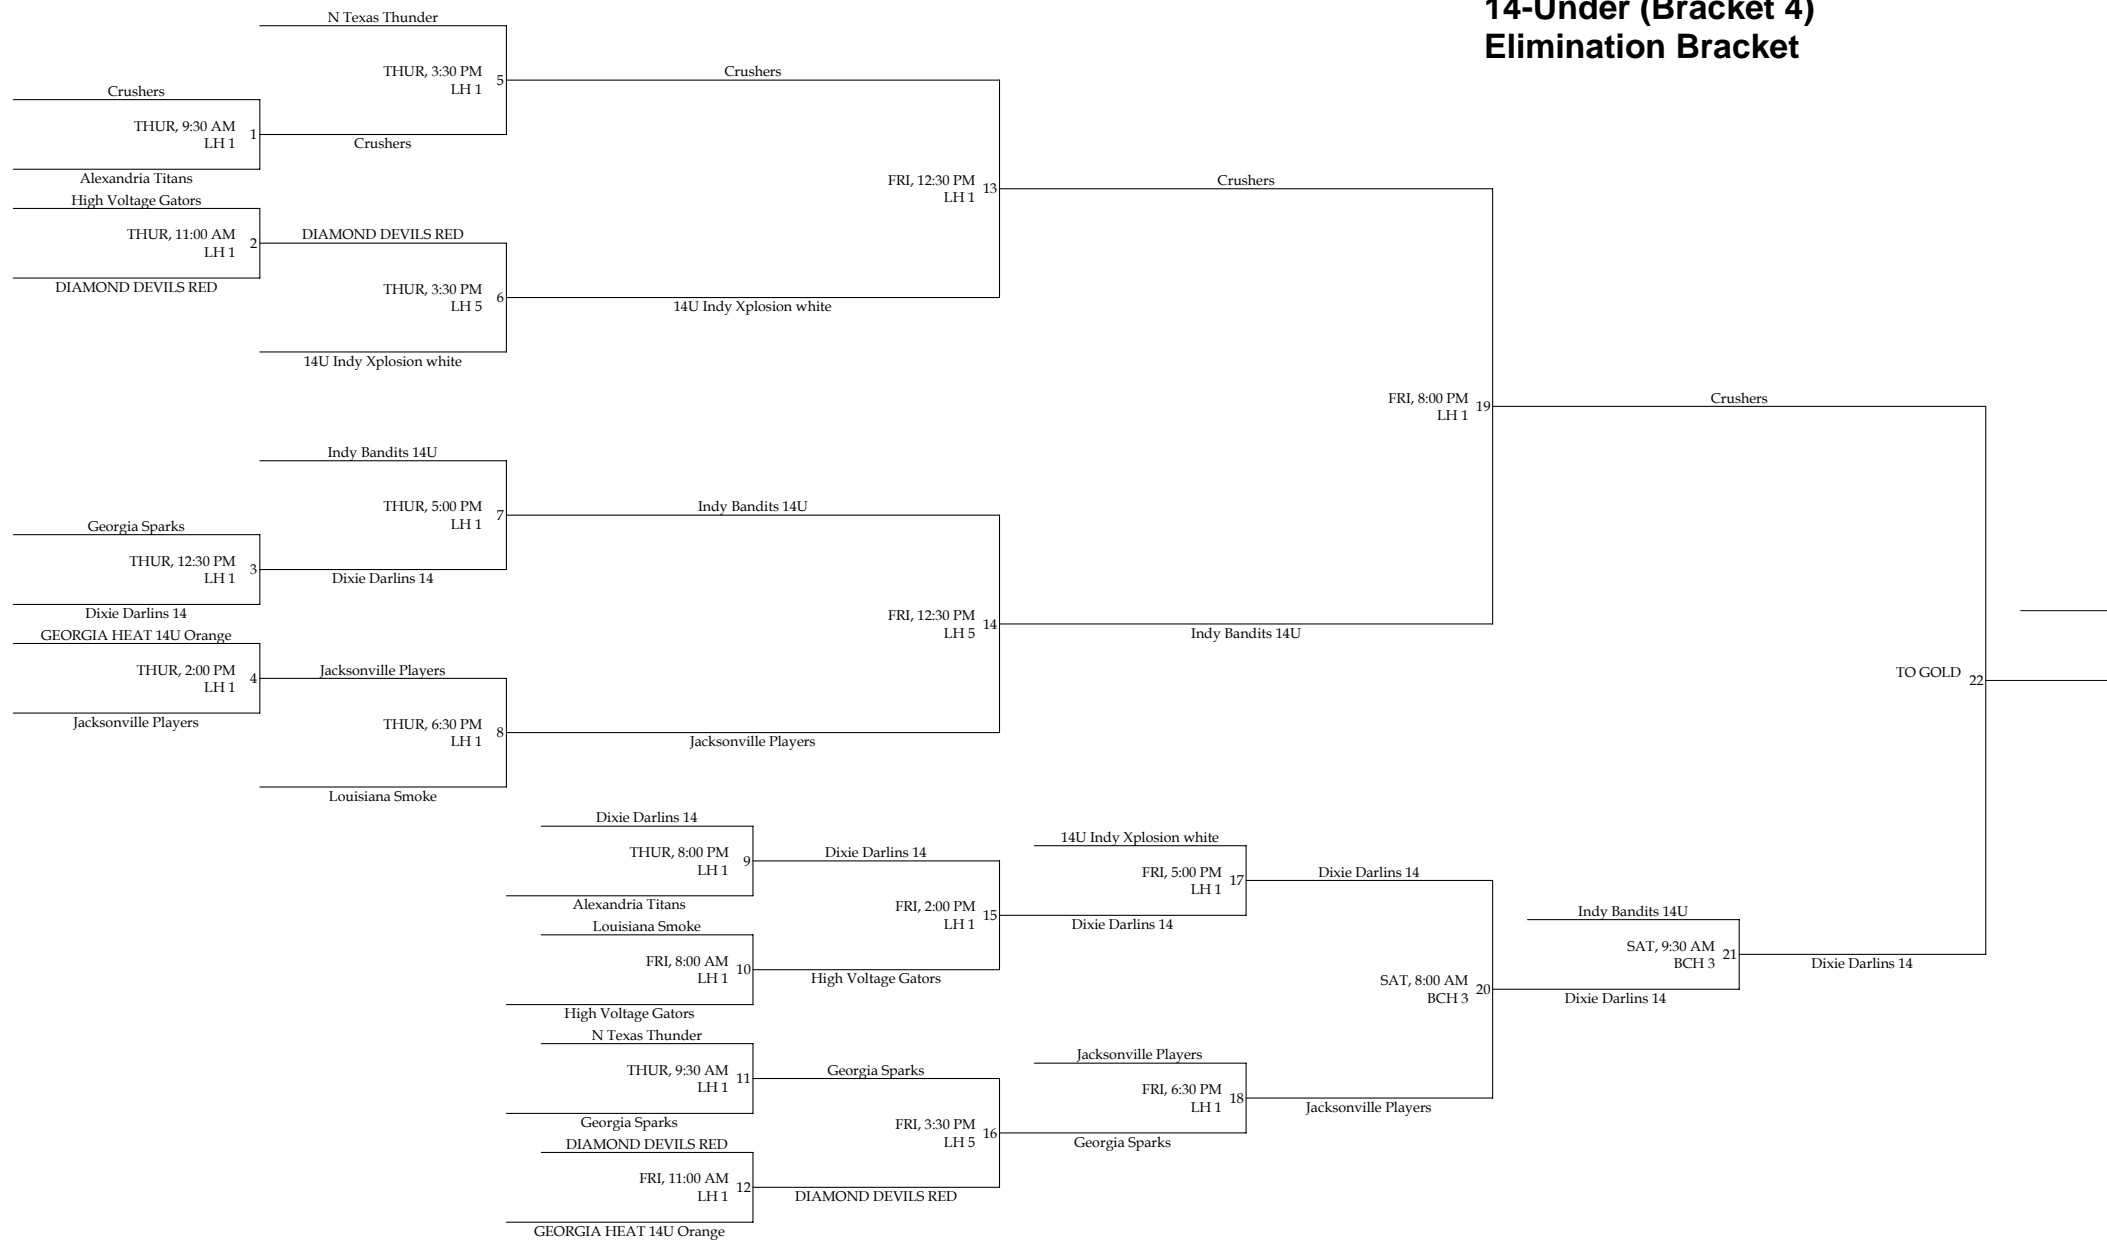 14-Under (Bracket 4)
Elimination Bracket
N Texas Thunder
THUR, 3:30 PM
LH 1
5
Crushers
Crushers
THUR, 9:30 AM
LH 1
1
Crushers
Alexandria Titans
High Voltage Gators
THUR, 11:00 AM
LH 1
2
DIAMOND DEVILS RED
DIAMOND DEVILS RED
THUR, 3:30 PM
LH 5
6
14U Indy Xplosion white
14U Indy Xplosion white
FRI, 12:30 PM
LH 1
13
Crushers
FRI, 8:00 PM
LH 1
19
Crushers
Indy Bandits 14U
THUR, 5:00 PM
LH 1
7
Indy Bandits 14U
Georgia Sparks
THUR, 12:30 PM
LH 1
3
Dixie Darlins 14
Dixie Darlins 14
GEORGIA HEAT 14U Orange
THUR, 2:00 PM
LH 1
4
Jacksonville Players
Jacksonville Players
THUR, 6:30 PM
LH 1
8
Jacksonville Players
Louisiana Smoke
FRI, 12:30 PM
LH 5
14
Indy Bandits 14U
TO GOLD
22
Dixie Darlins 14
THUR, 8:00 PM
LH 1
9
Dixie Darlins 14
Alexandria Titans
Louisiana Smoke
FRI, 8:00 AM
LH 1
10
High Voltage Gators
High Voltage Gators
FRI, 2:00 PM
LH 1
15
Dixie Darlins 14
14U Indy Xplosion white
FRI, 5:00 PM
LH 1
17
Dixie Darlins 14
N Texas Thunder
THUR, 9:30 AM
LH 1
11
Georgia Sparks
Georgia Sparks
DIAMOND DEVILS RED
FRI, 11:00 AM
LH 1
12
DIAMOND DEVILS RED
GEORGIA HEAT 14U Orange
FRI, 3:30 PM
LH 5
16
Georgia Sparks
Jacksonville Players
FRI, 6:30 PM
LH 1
18
Jacksonville Players
SAT, 8:00 AM
BCH 3
20
Dixie Darlins 14
Indy Bandits 14U
SAT, 9:30 AM
BCH 3
21
Dixie Darlins 14